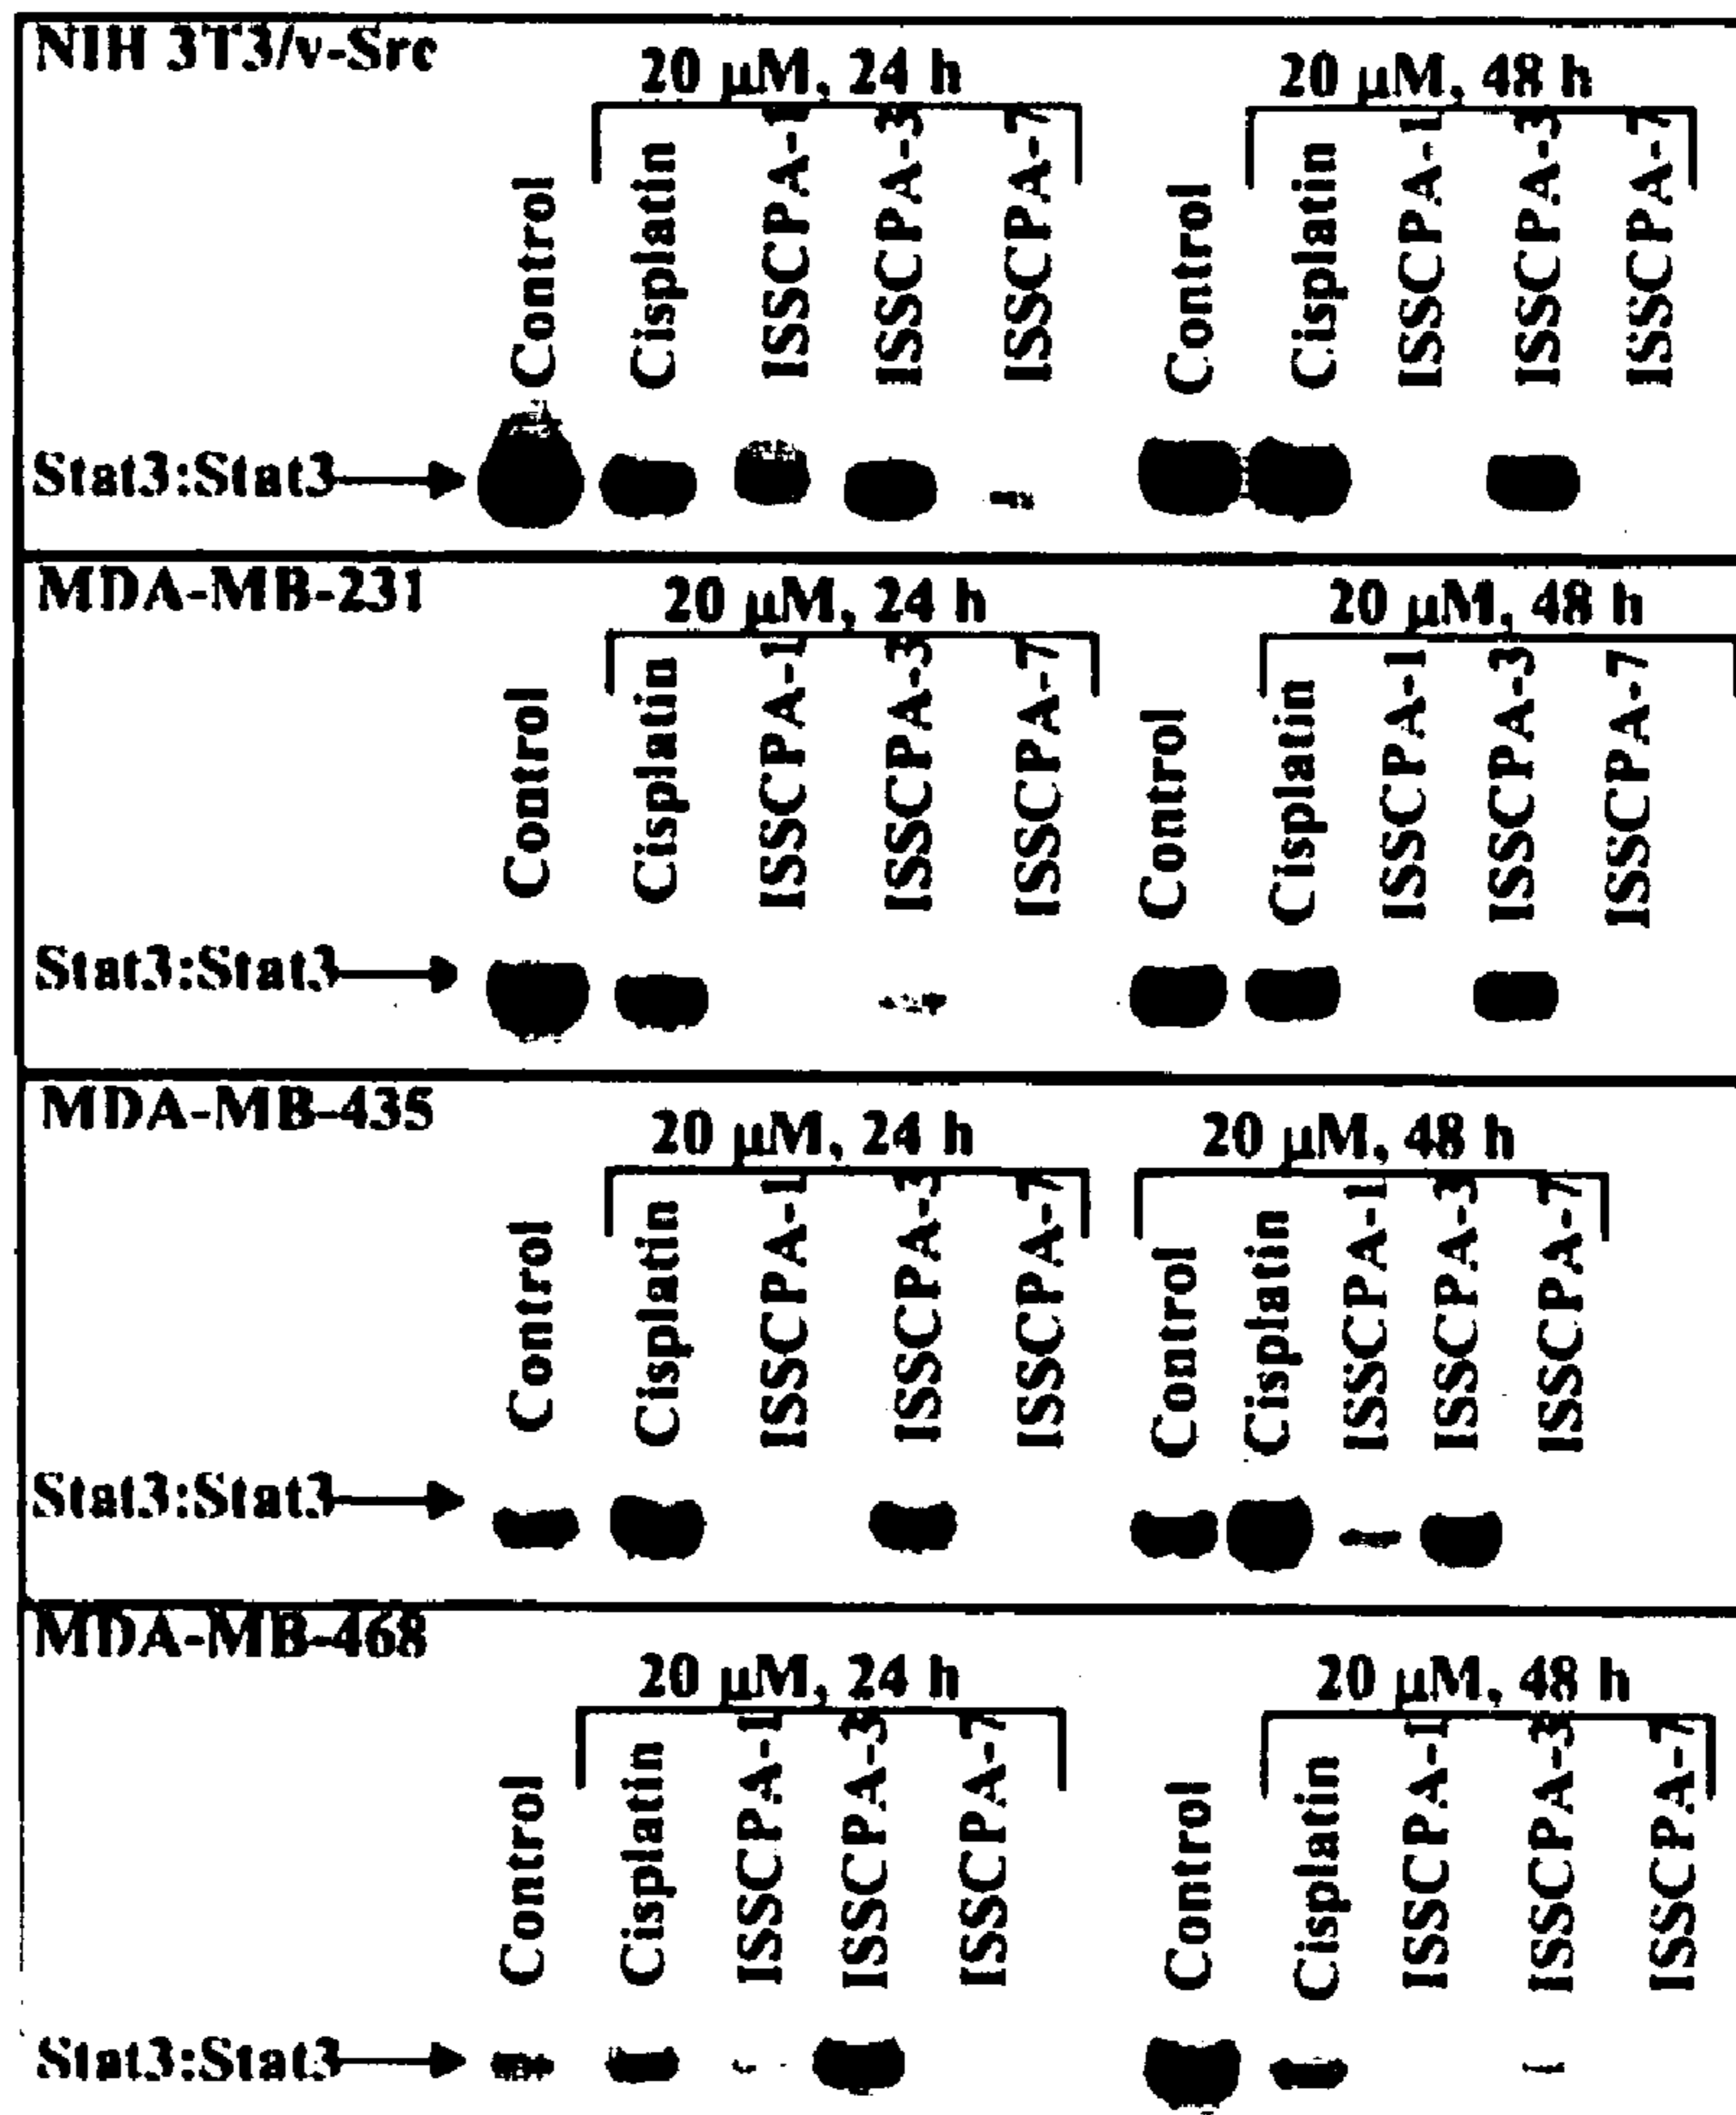 NIH 3T3/v-Src
20 µM, 24 h
20 µM, 48 h
Control
Cisplatin
ISSCPA-1
ISSCPA-3
ISSCPA-7
Control
Cisplatin
ISSCPA-1
ISSCPA-3
ISSCPA-7
Stat3:Stat3
MDA-MB-231
20 µM, 24 h
20 µM, 48 h
Control
Cisplatin
ISSCPA-1
ISSCPA-3
ISSCPA-7
Control
Cisplatin
ISSCPA-1
ISSCPA-3
ISSCPA-7
Stat3:Stat3
MDA-MB-435
20 µM, 24 h
20 µM, 48 h
Control
Cisplatin
ISSCPA-1
ISSCPA-3
ISSCPA-7
Control
Cisplatin
ISSCPA-1
ISSCPA-3
ISSCPA-7
Stat3:Stat3
MDA-MB-468
20 µM, 24 h
20 µM, 48 h
Control
Cisplatin
ISSCPA-1
ISSCPA-3
ISSCPA-7
Control
Cisplatin
ISSCPA-1
ISSCPA-3
ISSCPA-7
Stat3:Stat3